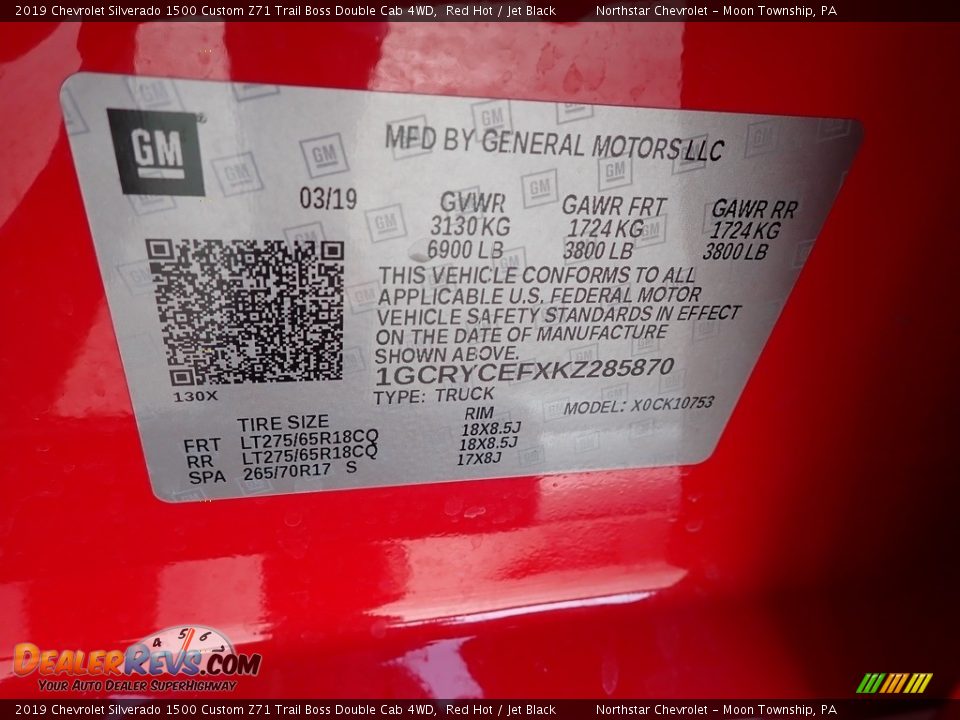 2019 Chevrolet Silverado 1500 Custom Z71 Trail Boss Double Cab 4WD, Red Hot / Jet Black Northstar Chevrolet - Moon Township, PA
GM
MFD BY GENERAL MOTORS LLC
03/19
GVWR GAWR FRT GAWR RR
3130 KG 1724 KG 1724 KG
6900 LB 3800 LB 3800 LB
THIS VEHICLE CONFORMS TO ALL
APPLICABLE U.S. FEDERAL MOTOR
VEHICLE SAFETY STANDARDS IN EFFECT
ON THE DATE OF MANUFACTURE
SHOWN ABOVE.
1GCRYCEFXKZ285870
130X
TYPE: TRUCK MODEL: X0CK10753
TIRE SIZE RIM
FRT LT275/65R18CQ 18X8.5J
RR LT275/65R18CQ 18X8.5J
SPA 265/70R17 S 17X8J
4 5 6 7
DEALERREVS.COM
YOUR AUTO DEALER SUPERHIGHWAY
2019 Chevrolet Silverado 1500 Custom Z71 Trail Boss Double Cab 4WD, Red Hot / Jet Black Northstar Chevrolet - Moon Township, PA